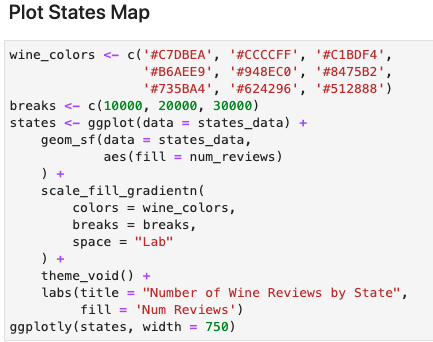 Plot States Map
wine_colors <- c('#C7DBEA', '#CCCCFF', '#C1BDF4',
                 '#B6AEE9', '#948EC0', '#8475B2',
                 '#735BA4', '#624296', '#512888')
breaks <- c(10000, 20000, 30000)
states <- ggplot(data = states_data) +
    geom_sf(data = states_data,
            aes(fill = num_reviews)
    ) +
    scale_fill_gradientn(
        colors = wine_colors,
        breaks = breaks,
        space = "Lab"
    ) +
    theme_void() +
    labs(title = "Number of Wine Reviews by State",
         fill = 'Num Reviews')
ggplotly(states, width = 750)